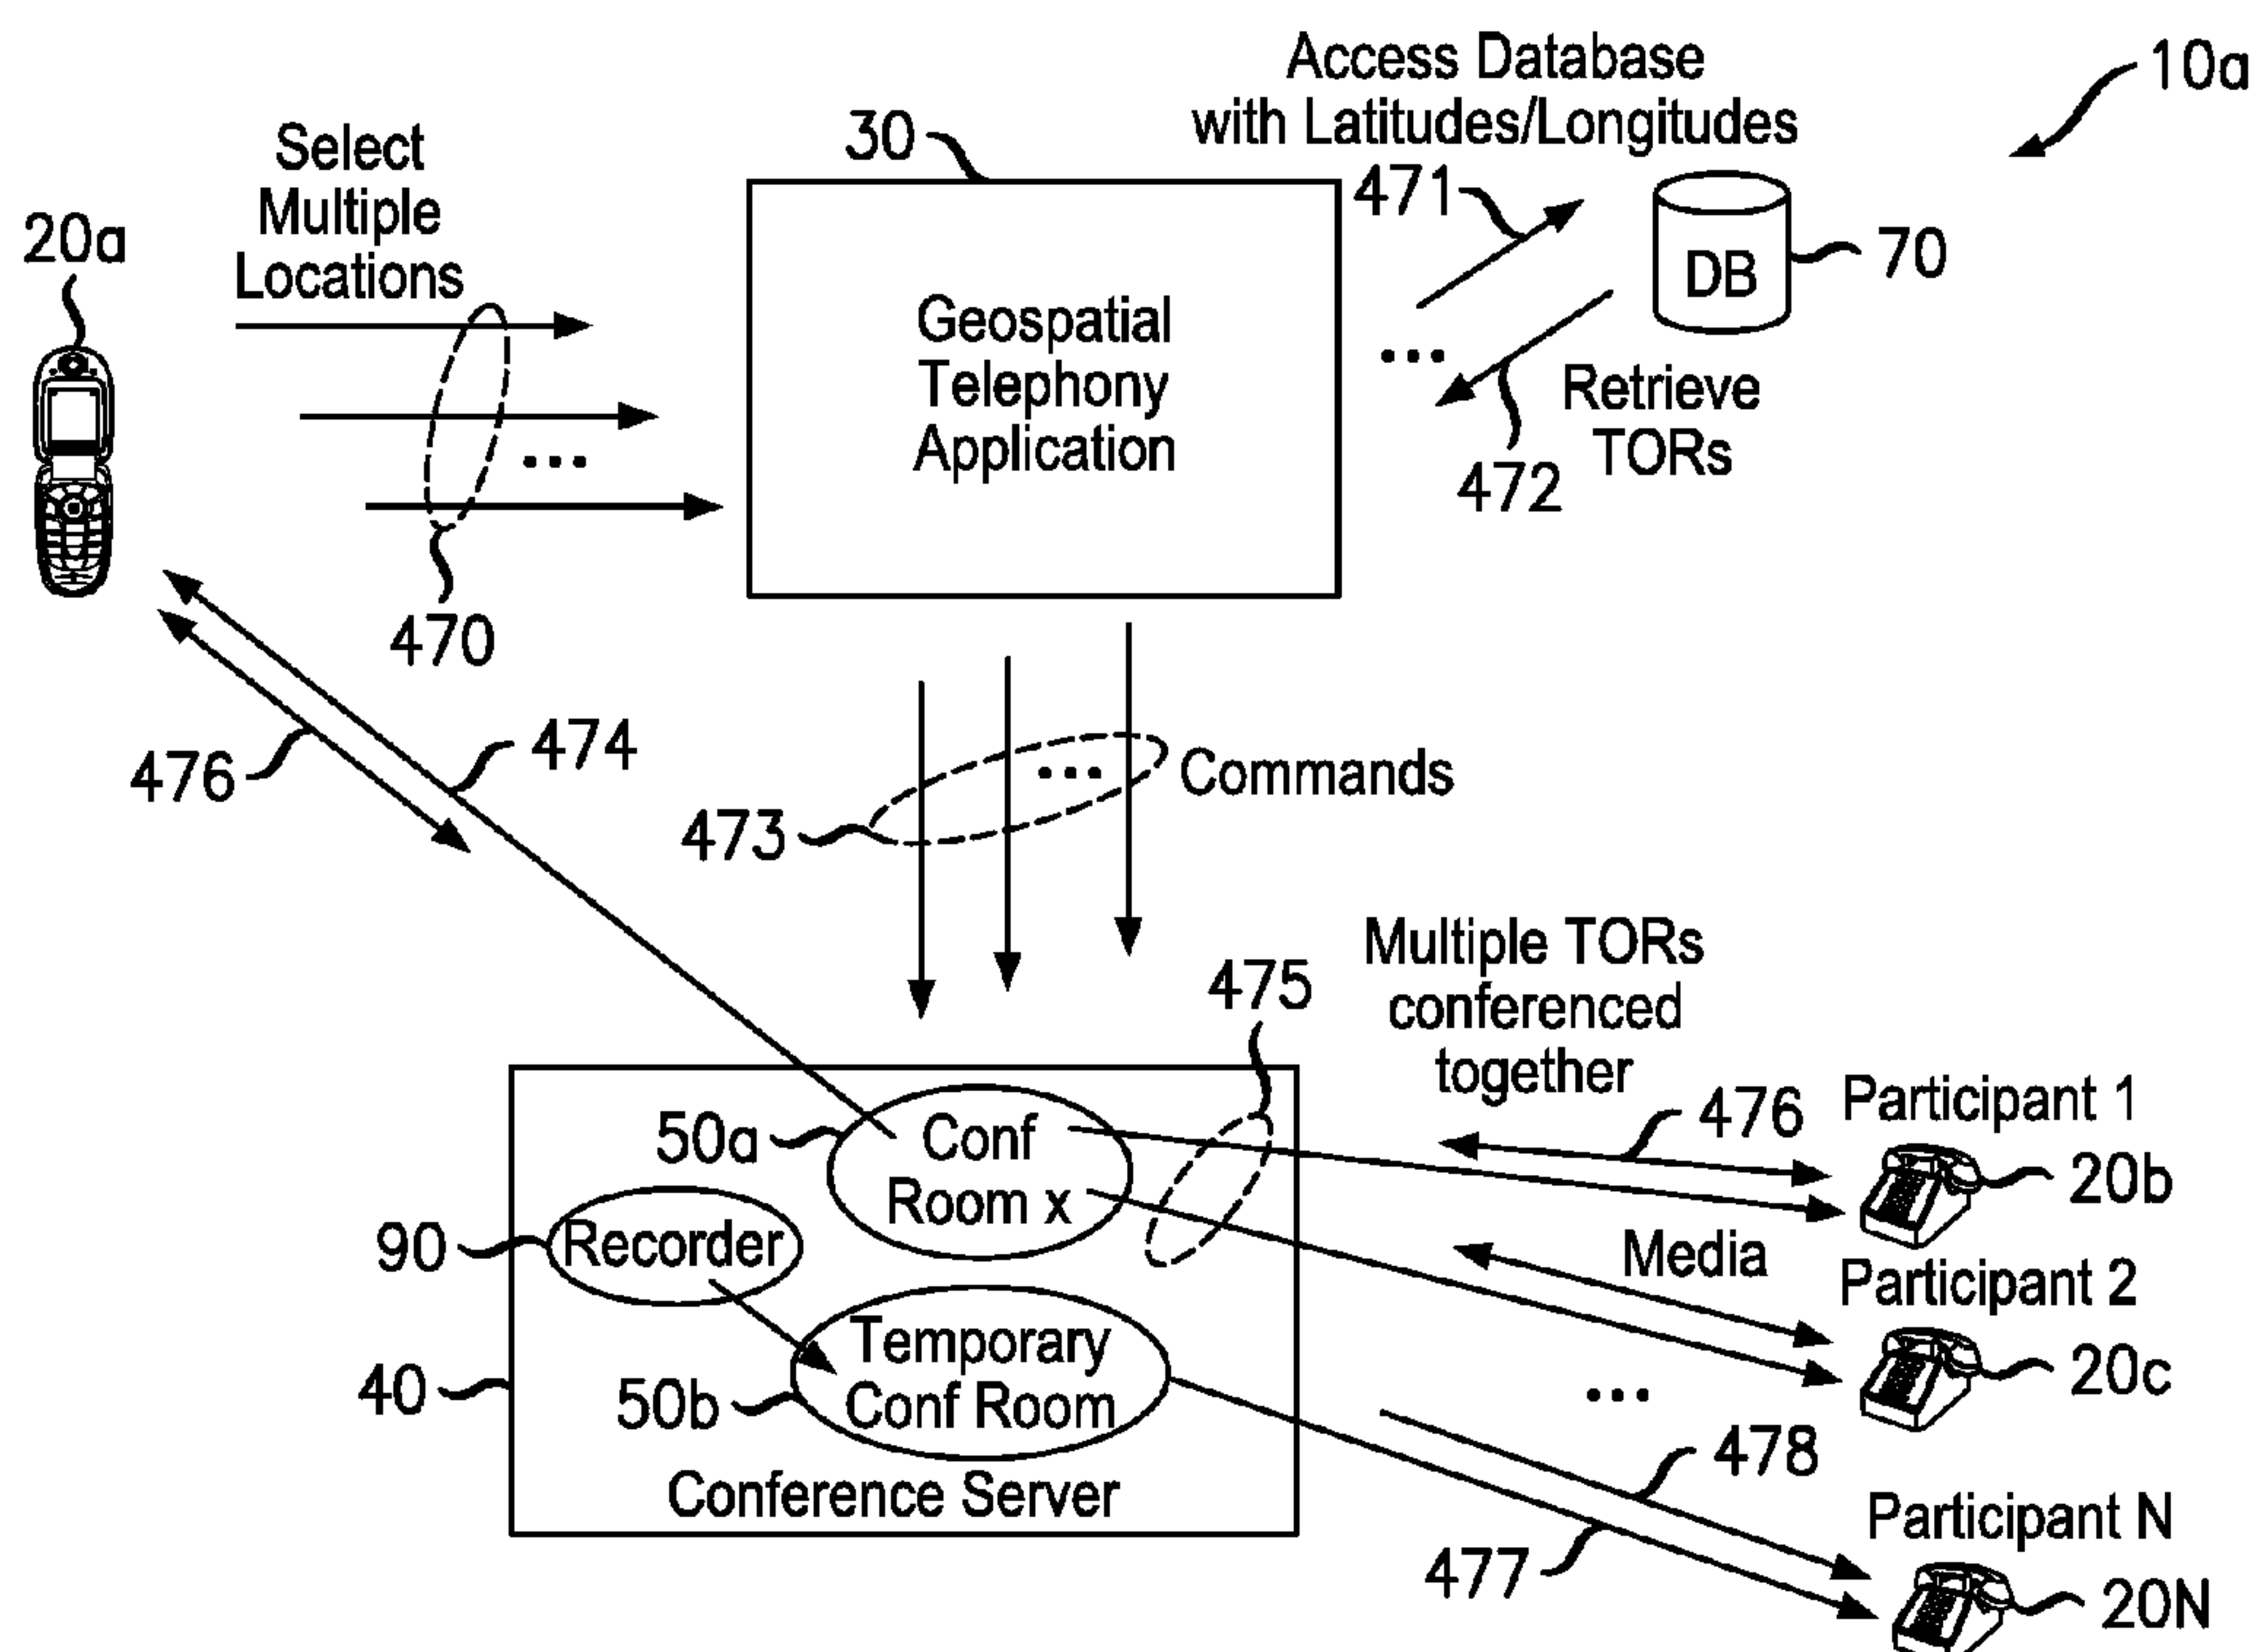 Access Database
with Latitudes/Longitudes
10a
30
Select
Multiple
Locations
20a
471
DB
70
Geospatial
Telephony
Application
...
Retrieve
TORs
472
...
470
476
474
... Commands
473
475
Multiple TORs
conferenced
together
476
Participant 1
20b
50a
Conf
Room x
90
Recorder
Media
Participant 2
20c
40
50b
Temporary
Conf Room
...
478
Conference Server
477
Participant N
20N